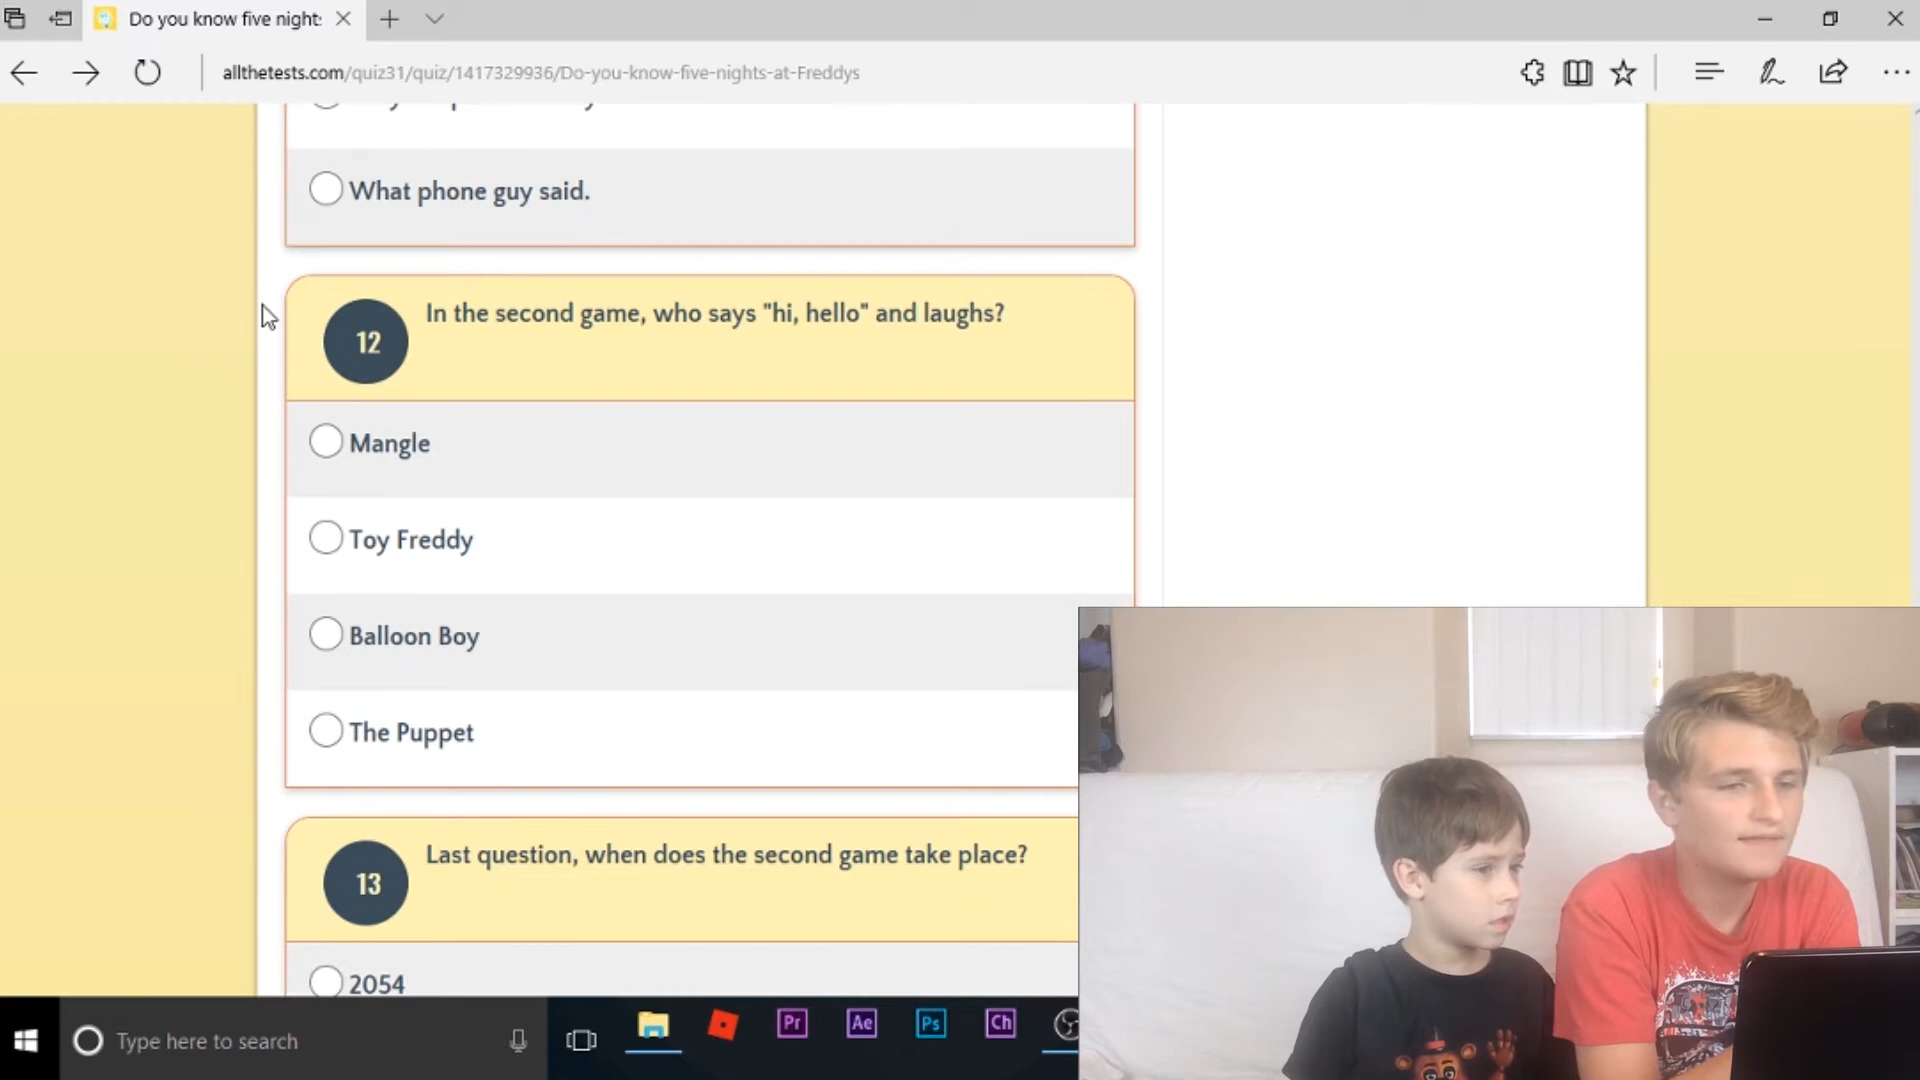 Do you know five night:
allthetests.com/quiz31/quiz/1417329936/Do-you-know-five-nights-at-Freddys
What phone guy said.
12
In the second game, who says "hi, hello" and laughs?
Mangle
Toy Freddy
Balloon Boy
The Puppet
13
Last question, when does the second game take place?
2054
Type here to search
Pr
Ae
Ps
Ch